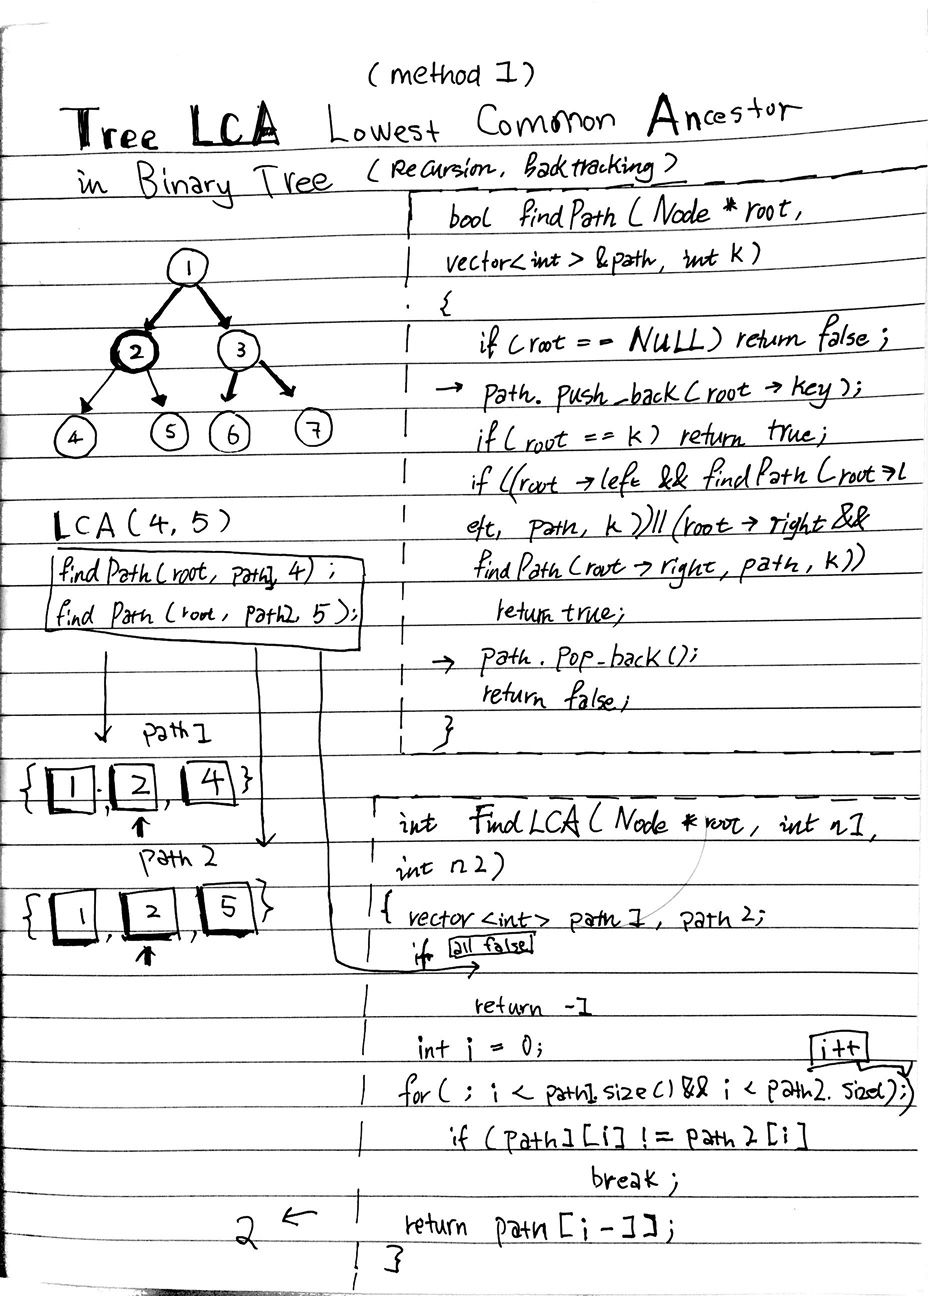 (method 1)
Tree LCA Lowest Common Ancestor
in Binary Tree (Recursion, backtracking)
1
2 3
4 5 6 7
LCA(4, 5)
find Path(root, path1, 4);
find Path(root, path2, 5);
path1
{ 1, 2, 4 }
path 2
{ 1, 2, 5 }
bool findPath(Node * root,
vector<int> &path, int k)
{
if (root == NULL) return false;
→ path. push_back(root → key);
if(root == k) return true;
if ((root → left && findPath(root→l
eft, path, k))||(root → right &&
findPath(root → right, path, k))
return true;
→ path. pop_back();
return false;
}
int FindLCA(Node * root, int n1,
int n2)
{ vector <int> path1, path2;
if all false
return -1
int i = 0;
i++
for( ; i < path1.size() && i < path2. size();)
if (path1[i] != path2[i]
break;
return path[i-1];
}
2 ←